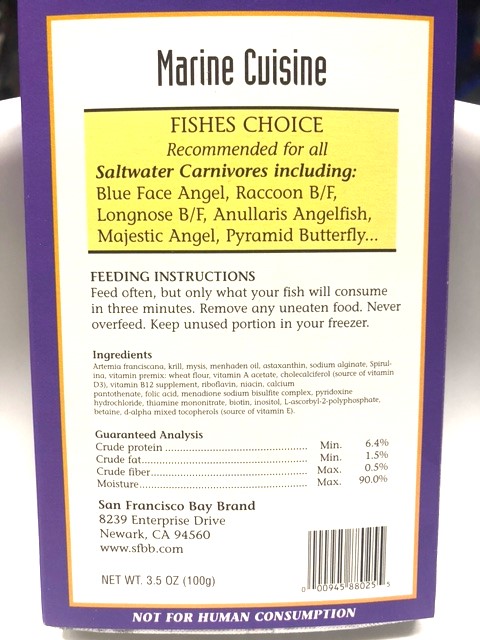 Marine Cuisine
FISHES CHOICE
Recommended for all
Saltwater Carnivores including:
Blue Face Angel, Raccoon B/F,
Longnose B/F, Anullaris Angelfish,
Majestic Angel, Pyramid Butterfly...
FEEDING INSTRUCTIONS
Feed often, but only what your fish will consume
in three minutes. Remove any uneaten food. Never
overfeed. Keep unused portion in your freezer.
Ingredients
Artemia franciscana, krill, mysis, menhaden oil, astaxanthin, sodium alginate, Spirul-
ina, vitamin premix: wheat flour, vitamin A acetate, cholecalciferol (source of vitamin
D3), vitamin B12 supplement, riboflavin, niacin, calcium
pantothenate, folic acid, menadione sodium bisulfite complex, pyridoxine
hydrochloride, thiamine mononitrate, biotin, inositol, L-ascorbyl-2-polyphosphate,
betaine, d-alpha mixed tocopherols (source of vitamin E).
Guaranteed Analysis
Crude protein ........................................ Min. 6.4%
Crude fat............................................... Min. 1.5%
Crude fiber............................................ Max. 0.5%
Moisture................................................ Max. 90.0%
San Francisco Bay Brand
8239 Enterprise Drive
Newark, CA 94560
www.sfbb.com
NET WT. 3.5 OZ (100g)
0 00945 88025 5
NOT FOR HUMAN CONSUMPTION